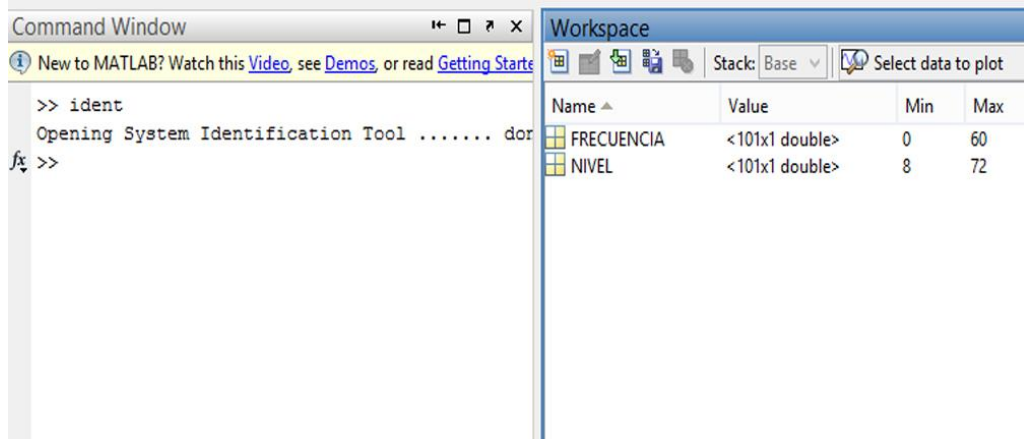 Command Window
New to MATLAB? Watch this Video, see Demos, or read Getting Starte
>> ident
Opening System Identification Tool ....... don
fx >>
Workspace
Stack: Base Select data to plot
Name Value Min Max
FRECUENCIA <101x1 double> 0 60
NIVEL <101x1 double> 8 72